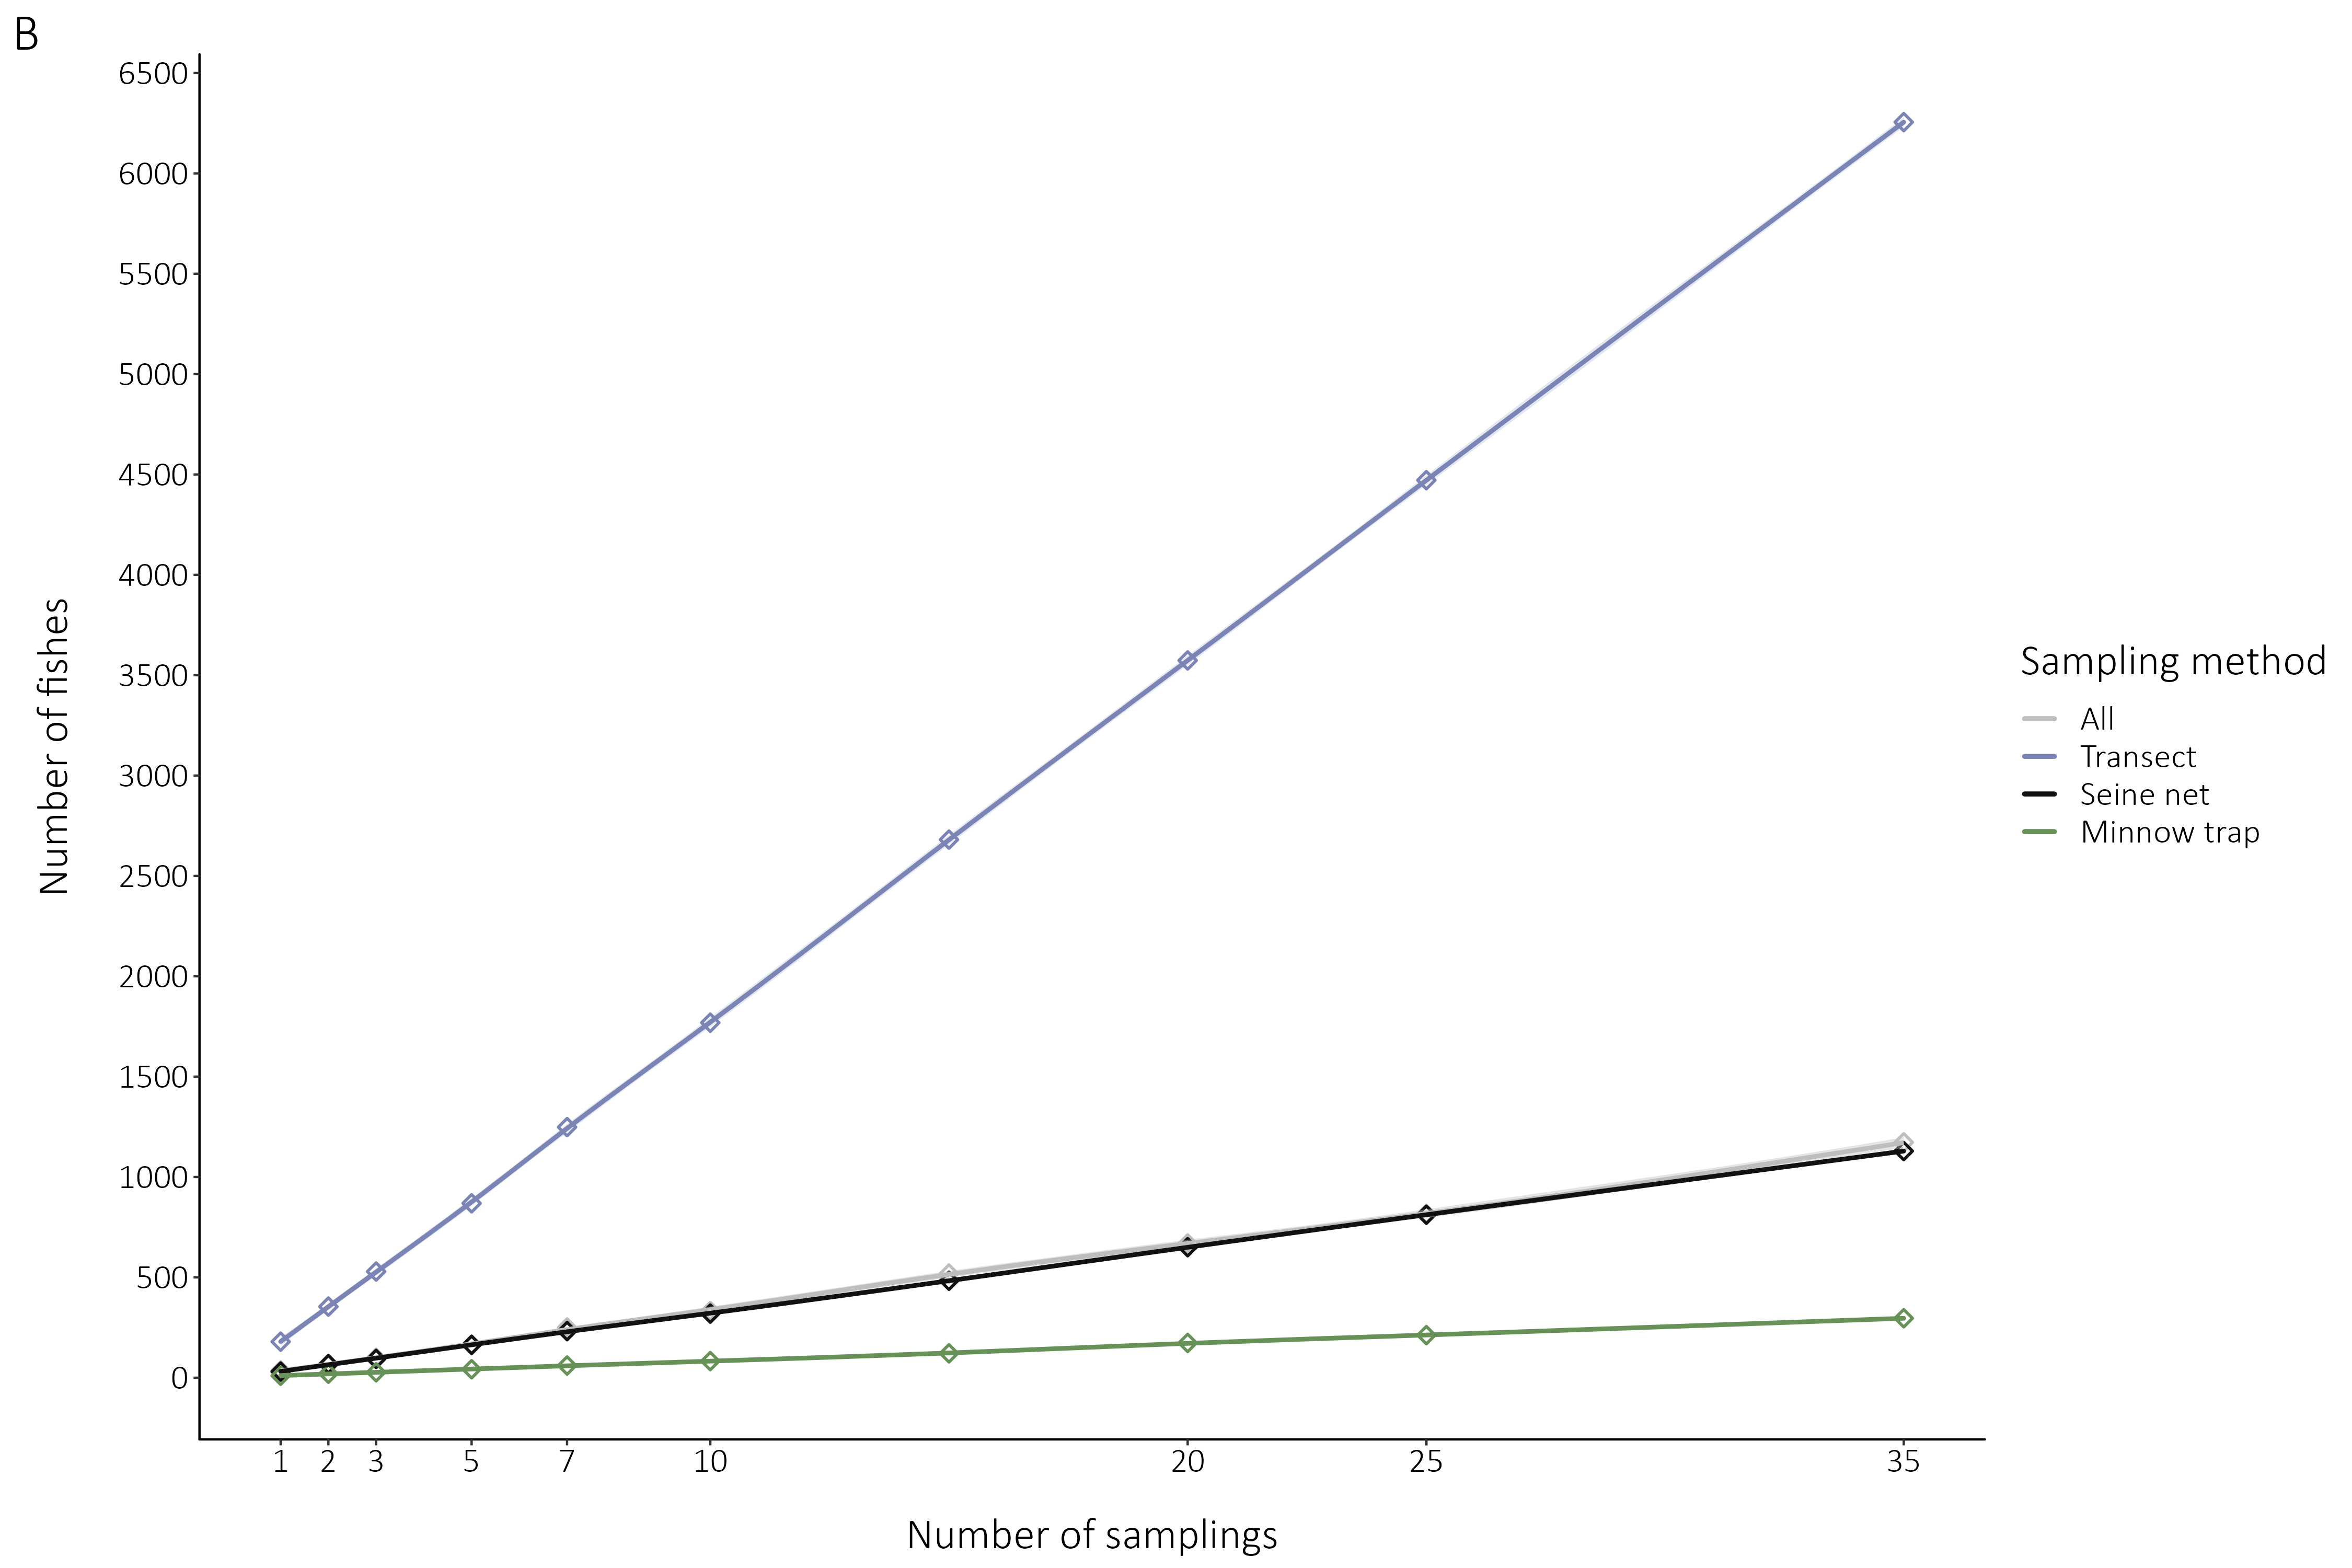 B
6500
6000
5500
5000
4500
4000
3500
3000
2500
2000
1500
1000
500
0
Number of fishes
1 2 3 5 7 10 20 25 35
Number of samplings
Sampling method
All
Transect
Seine net
Minnow trap